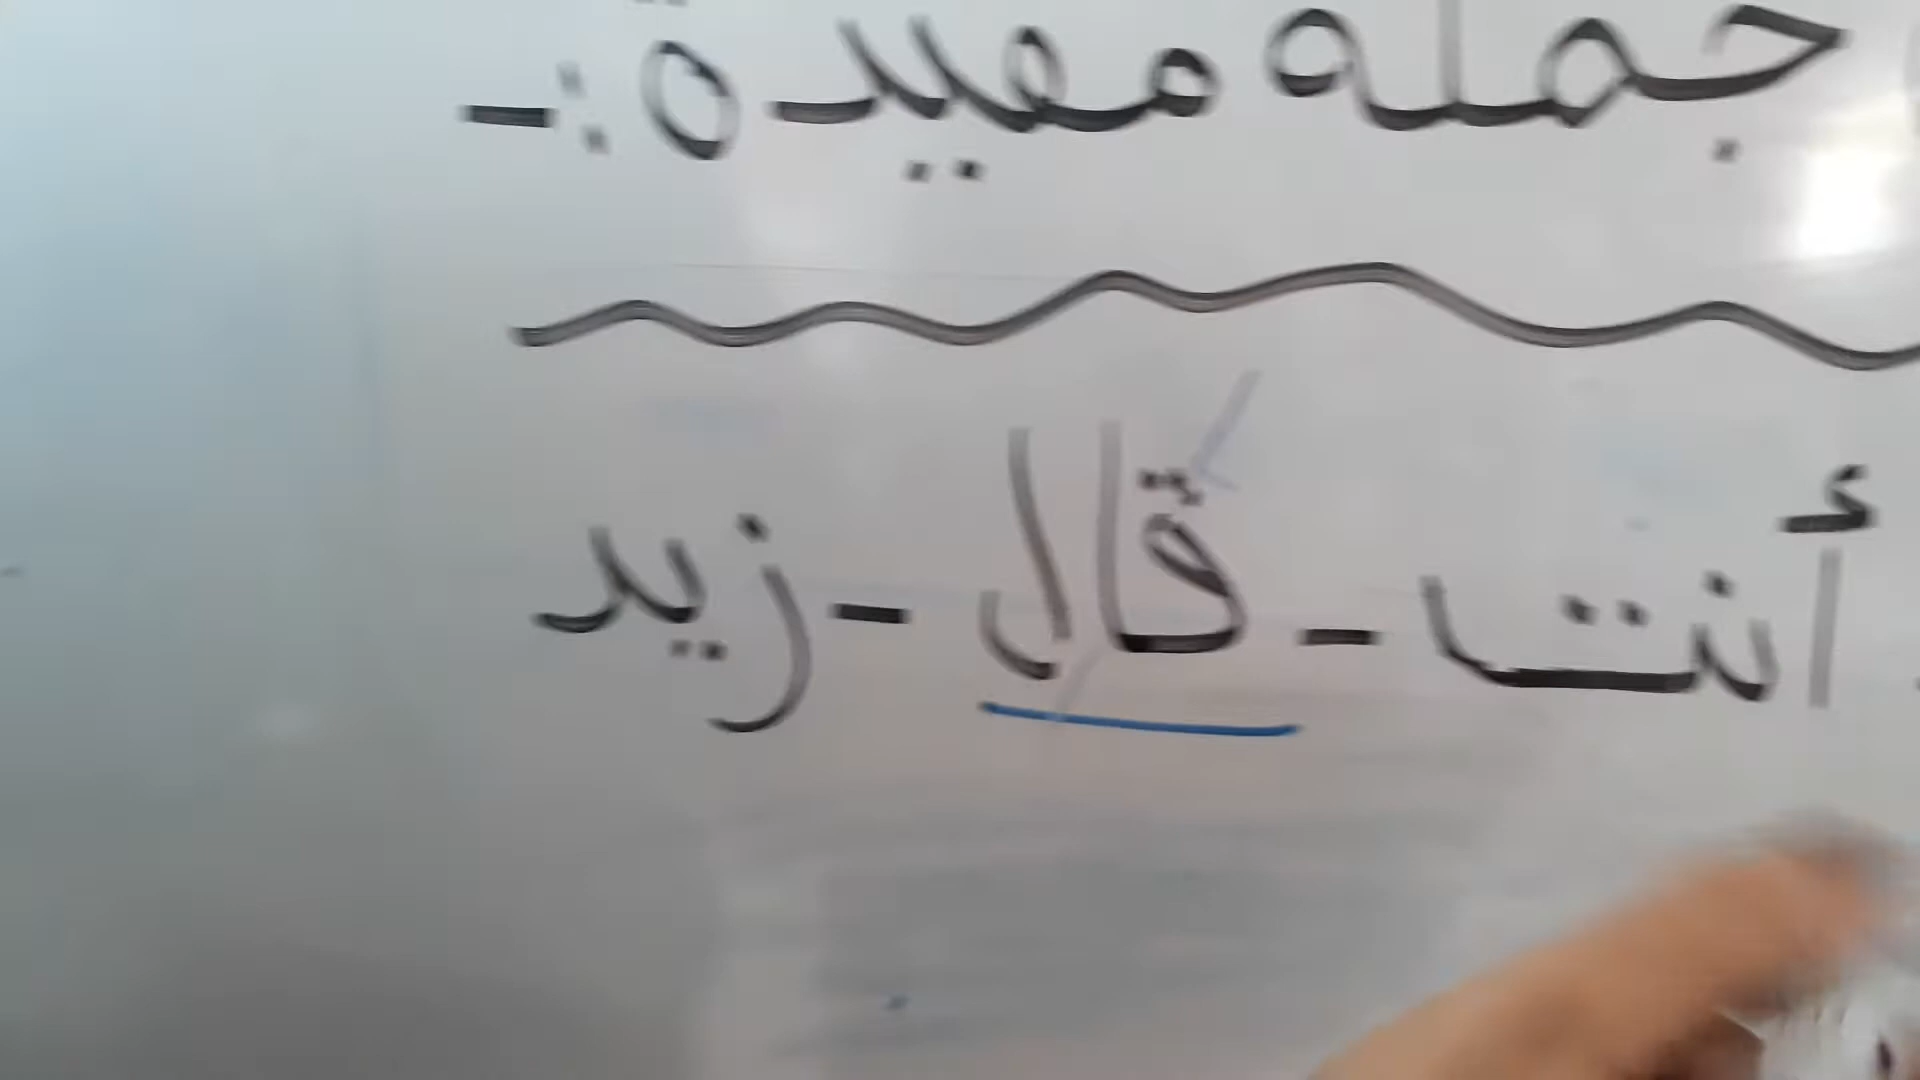 جملة مفيدة :-
أنت - قال - زيد